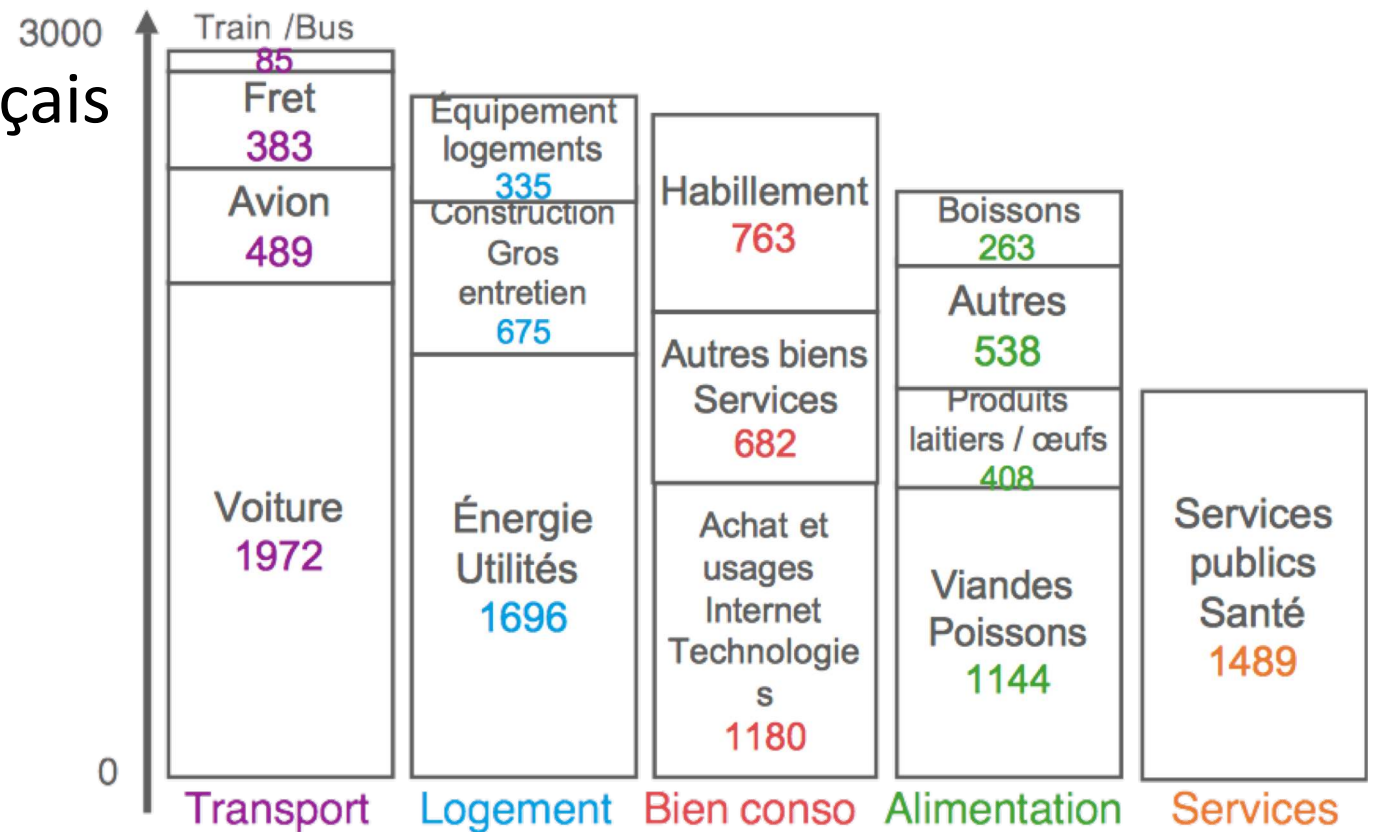 3000
çais
0
Train /Bus
85
Fret
383
Avion
489
Voiture
1972
Équipement
logements
335
Construction
Gros
entretien
675
Énergie
Utilités
1696
Habillement
763
Autres biens
Services
682
Achat et
usages
Internet
Technologie
s
1180
Boissons
263
Autres
538
Produits
laitiers / œufs
408
Viandes
Poissons
1144
Services
publics
Santé
1489
Transport
Logement
Bien conso
Alimentation
Services